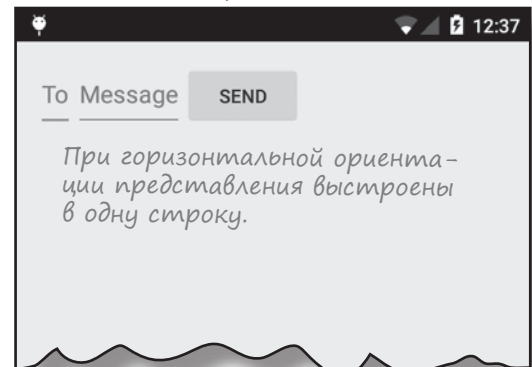 12:37
To Message SEND
При горизонтальной ориента-
ции представления выстроены
в одну строку.